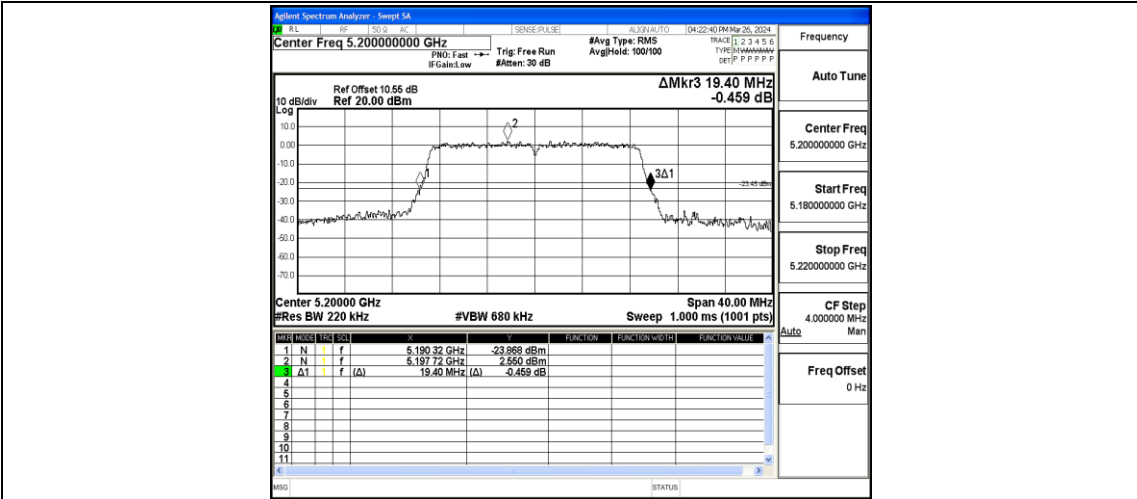 Agilent Spectrum Analyzer - Swept SA
RL RF 50 Ω AC SENSE:PULSE ALIGN AUTO 04:22:40 PM Mar 26, 2024
Center Freq 5.200000000 GHz
PNO: Fast
IFGain:Low
Trig: Free Run
#Atten: 30 dB
#Avg Type: RMS
Avg|Hold: 100/100
TRACE 1 2 3 4 5 6
TYPE M WWWWW
DET P P P P P P
Frequency
Auto Tune
Center Freq
5.200000000 GHz
Start Freq
5.180000000 GHz
Stop Freq
5.220000000 GHz
CF Step
4.000000 MHz
Auto Man
Freq Offset
0 Hz
ΔMkr3 19.40 MHz
-0.459 dB
Ref Offset 10.55 dB
10 dB/div Ref 20.00 dBm
Log
10.0
0.00
-10.0
-20.0
-30.0
-40.0
-50.0
-60.0
-70.0
2
1
3Δ1
-23.45 dBm
Center 5.20000 GHz Span 40.00 MHz
#Res BW 220 kHz #VBW 680 kHz Sweep 1.000 ms (1001 pts)
MKR MODE TRC SCL X Y FUNCTION FUNCTION WIDTH FUNCTION VALUE
1 N 1 f 5.190 32 GHz -23.868 dBm
2 N 1 f 5.197 72 GHz 2.550 dBm
3 Δ1 1 f (Δ) 19.40 MHz (Δ) -0.459 dB
4
5
6
7
8
9
10
11
MSG STATUS